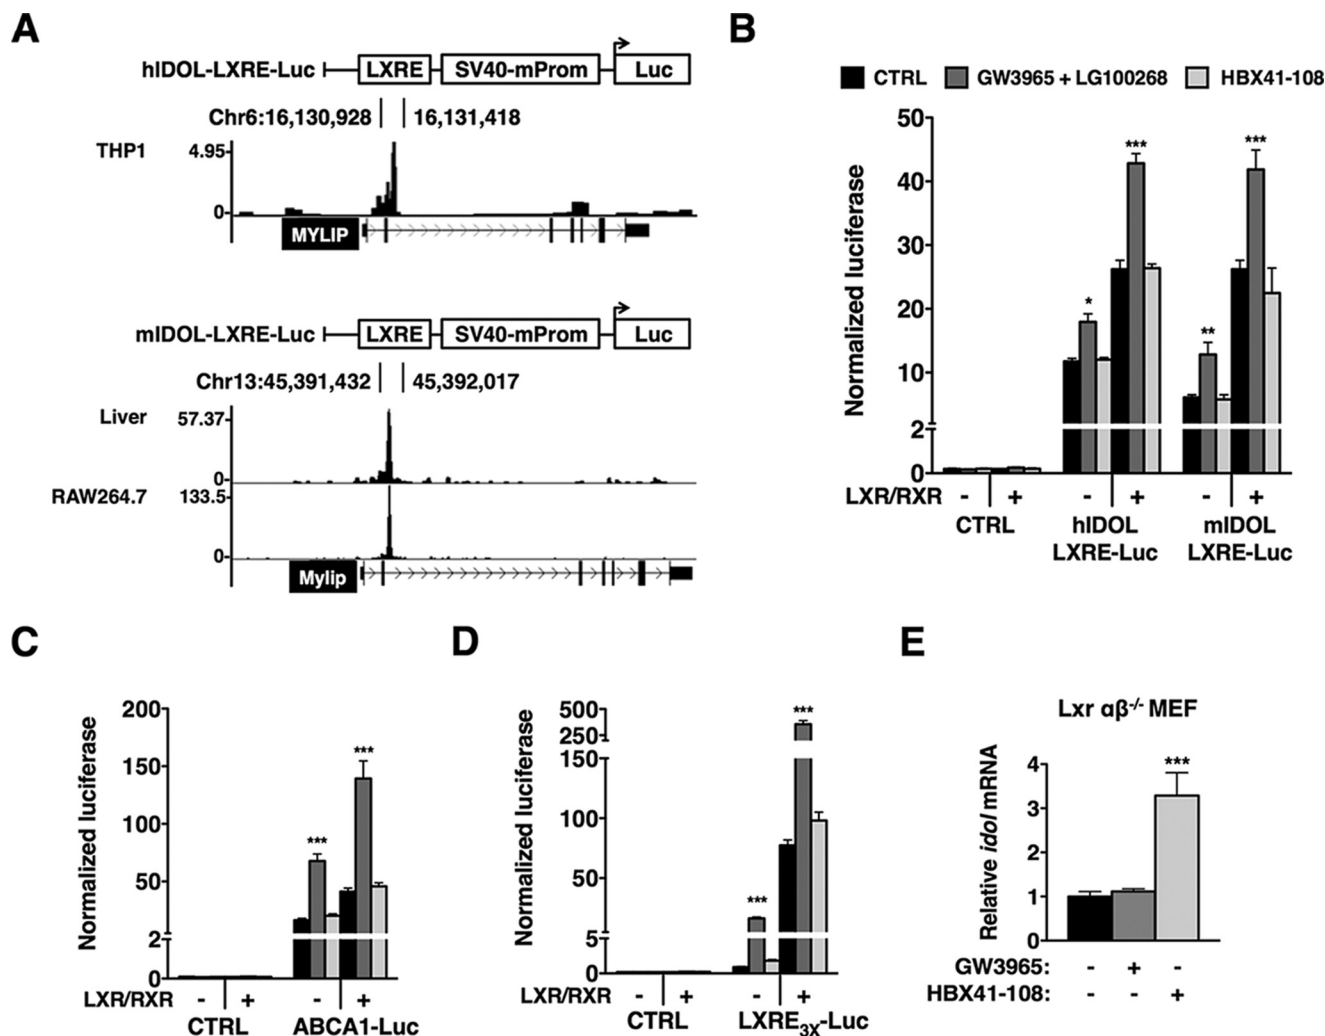 A
hIDOL-LXRE-Luc LXRE SV40-mProm Luc
Chr6:16,130,928 16,131,418
THP1 4.95
0
MYLIP
mIDOL-LXRE-Luc LXRE SV40-mProm Luc
Chr13:45,391,432 45,392,017
Liver 57.37
0
RAW264.7 133.5
0
Mylip
B
CTRL GW3965 + LG100268 HBX41-108
Normalized luciferase
50
40
30
20
10
2
0
* *** ** ***
LXR/RXR - + - + - +
CTRL hIDOL LXRE-Luc mIDOL LXRE-Luc
C
Normalized luciferase
200
150
100
50
2
0
*** ***
LXR/RXR - + - +
CTRL ABCA1-Luc
D
Normalized luciferase
500
250
150
100
50
5
0
*** ***
LXR/RXR - + - +
CTRL LXRE3X-Luc
E
Lxr αβ-/- MEF
Relative idol mRNA
4
3
2
1
0
***
GW3965: - + -
HBX41-108: - - +